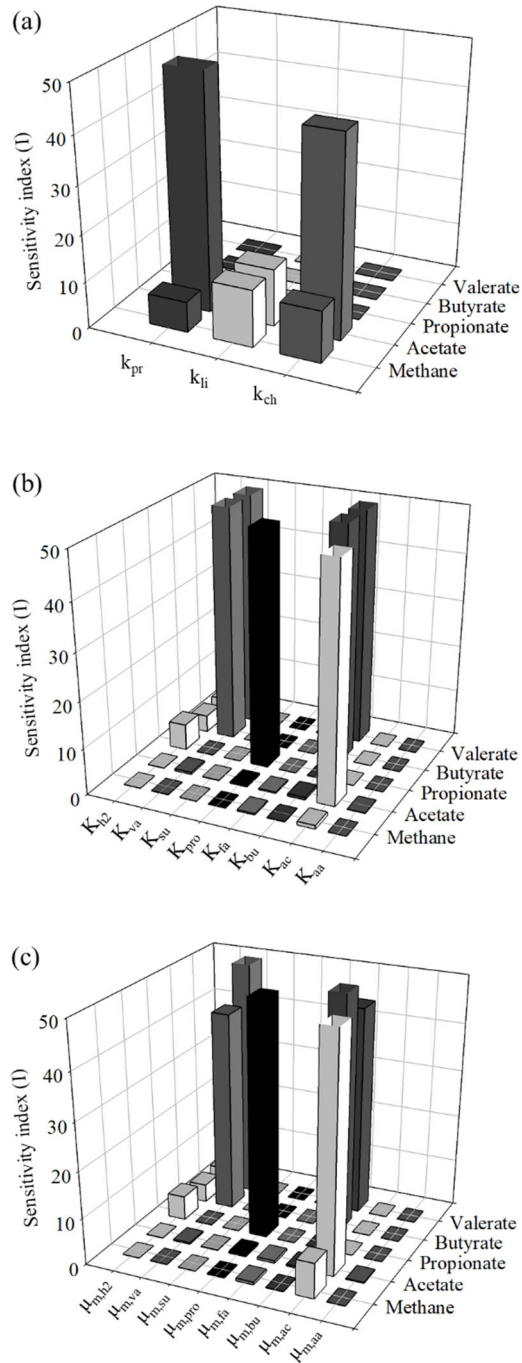 (a)
50
40
30
20
10
0
Sensitivity index (I)
k_pr
k_li
k_ch
Valerate
Butyrate
Propionate
Acetate
Methane
(b)
50
40
30
20
10
0
Sensitivity index (I)
K_h2
K_va
K_su
K_pro
K_fa
K_bu
K_ac
K_aa
Valerate
Butyrate
Propionate
Acetate
Methane
(c)
50
40
30
20
10
0
Sensitivity index (I)
μ_m,h2
μ_m,va
μ_m,su
μ_m,pro
μ_m,fa
μ_m,bu
μ_m,ac
μ_m,aa
Valerate
Butyrate
Propionate
Acetate
Methane